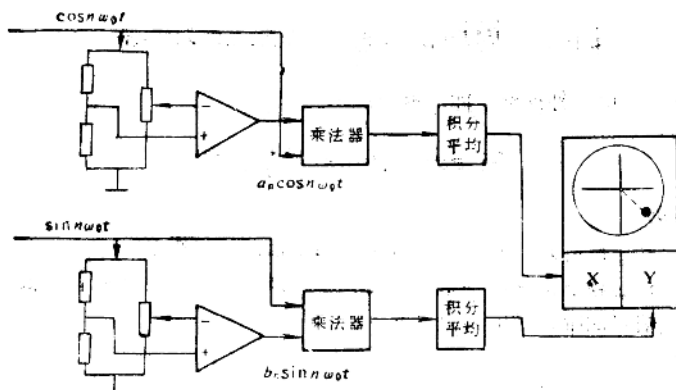 cosnω₀t
−
+
乘法器
积分
平均
aₙcosnω₀t
X
Y
sinnω₀t
−
+
乘法器
积分
平均
bₙsinnω₀t